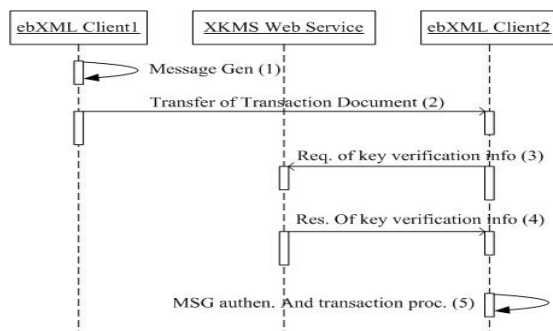 ebXML Client1
XKMS Web Service
ebXML Client2
Message Gen (1)
Transfer of Transaction Document (2)
Req. of key verification info (3)
Res. Of key verification info (4)
MSG authen. And transaction proc. (5)